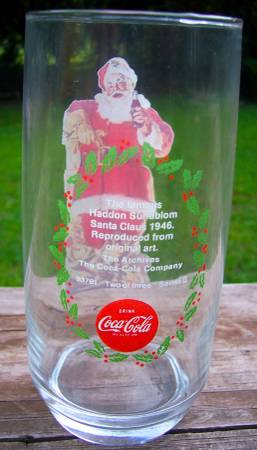 The famous
Haddon Sundblom
Santa Claus 1946.
Reproduced from
original art.
The Archives
The Coca-Cola Company
Two of three
DRINK
Coca-Cola